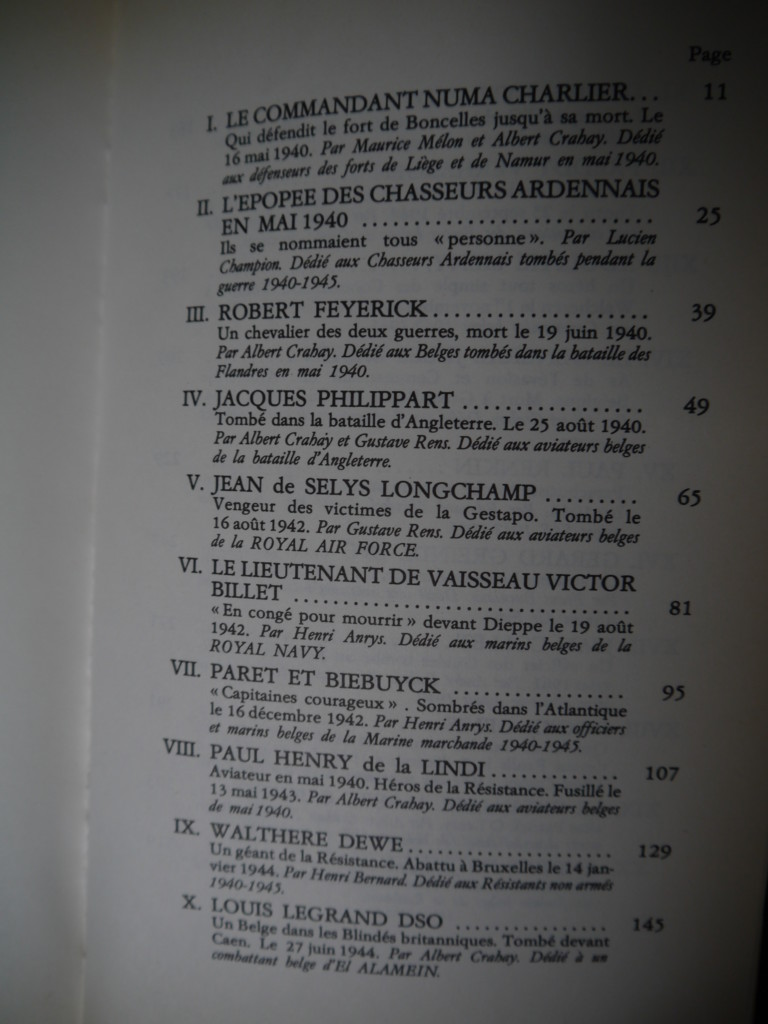 Page
I. LE COMMANDANT NUMA CHARLIER... 11
Qui défendit le fort de Boncelles jusqu'à sa mort. Le
16 mai 1940. Par Maurice Mélon et Albert Crahay. Dédié
aux défenseurs des forts de Liège et de Namur en mai 1940.
II. L'EPOPEE DES CHASSEURS ARDENNAIS
EN MAI 1940 ............................. 25
Ils se nommaient tous « personne ». Par Lucien
Champion. Dédié aux Chasseurs Ardennais tombés pendant la
guerre 1940-1945.
III. ROBERT FEYERICK..................... 39
Un chevalier des deux guerres, mort le 19 juin 1940.
Par Albert Crahay. Dédié aux Belges tombés dans la bataille des
Flandres en mai 1940.
IV. JACQUES PHILIPPART ................. 49
Tombé dans la bataille d'Angleterre. Le 25 août 1940.
Par Albert Crahay et Gustave Rens. Dédié aux aviateurs belges
de la bataille d'Angleterre.
V. JEAN de SELYS LONGCHAMP ......... 65
Vengeur des victimes de la Gestapo. Tombé le
16 août 1942. Par Gustave Rens. Dédié aux aviateurs belges
de la ROYAL AIR FORCE.
VI. LE LIEUTENANT DE VAISSEAU VICTOR
BILLET ................................. 81
« En congé pour mourrir » devant Dieppe le 19 août
1942. Par Henri Anrys. Dédié aux marins belges de la
ROYAL NAVY.
VII. PARET ET BIEBUYCK ................. 95
« Capitaines courageux » . Sombrés dans l'Atlantique
le 16 décembre 1942. Par Henri Anrys. Dédié aux officiers
et marins belges de la Marine marchande 1940-1945.
VIII. PAUL HENRY de la LINDI............. 107
Aviateur en mai 1940. Héros de la Résistance. Fusillé le
13 mai 1943. Par Albert Crahay. Dédié aux aviateurs belges
de mai 1940.
IX. WALTHERE DEWE..................... 129
Un géant de la Résistance. Abattu à Bruxelles le 14 jan-
vier 1944. Par Henri Bernard. Dédié aux Résistants non armés
1940-1945.
X. LOUIS LEGRAND DSO ................ 145
Un Belge dans les Blindés britanniques. Tombé devant
Caen. Le 27 juin 1944. Par Albert Crahay. Dédié à un
combattant belge d'El ALAMEIN.